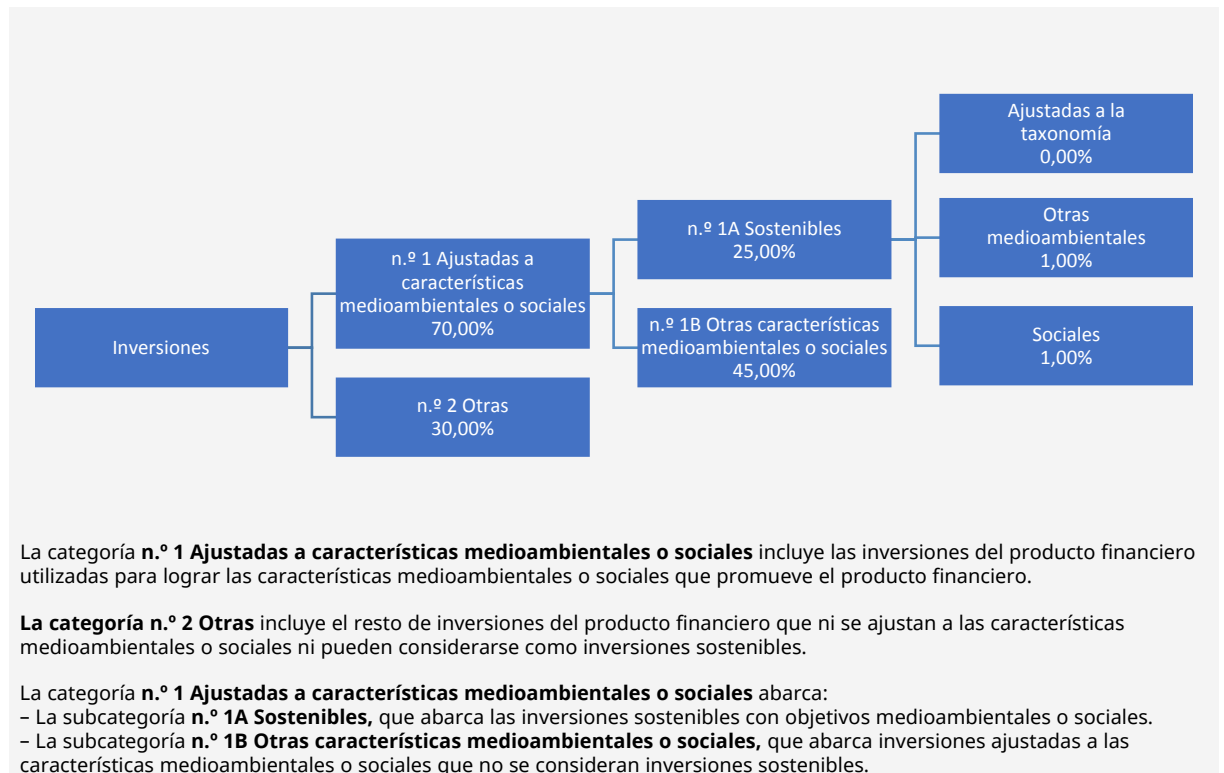 Inversiones
n.º 1 Ajustadas a
características
medioambientales o sociales
70,00%
n.º 2 Otras
30,00%
n.º 1A Sostenibles
25,00%
n.º 1B Otras características
medioambientales o sociales
45,00%
Ajustadas a la
taxonomía
0,00%
Otras
medioambientales
1,00%
Sociales
1,00%
La categoría n.º 1 Ajustadas a características medioambientales o sociales incluye las inversiones del producto financiero
utilizadas para lograr las características medioambientales o sociales que promueve el producto financiero.
La categoría n.º 2 Otras incluye el resto de inversiones del producto financiero que ni se ajustan a las características
medioambientales o sociales ni pueden considerarse como inversiones sostenibles.
La categoría n.º 1 Ajustadas a características medioambientales o sociales abarca:
– La subcategoría n.º 1A Sostenibles, que abarca las inversiones sostenibles con objetivos medioambientales o sociales.
– La subcategoría n.º 1B Otras características medioambientales o sociales, que abarca inversiones ajustadas a las
características medioambientales o sociales que no se consideran inversiones sostenibles.